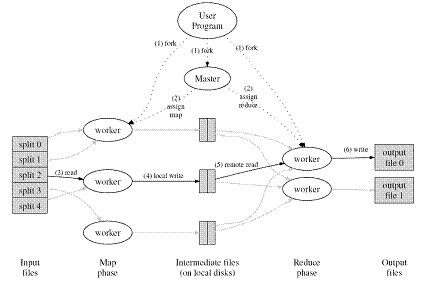 User
Program
(1) fork
(1) fork
(1) fork
Master
(2)
assign
map
(2)
assign
reduce
worker
split 0
split 1
split 2
split 3
split 4
(3) read
worker
(4) local write
(5) remote read
worker
(6) write
output
file 0
worker
output
file 1
worker
Input
files
Map
phase
Intermediate files
(on local disks)
Reduce
phase
Output
files